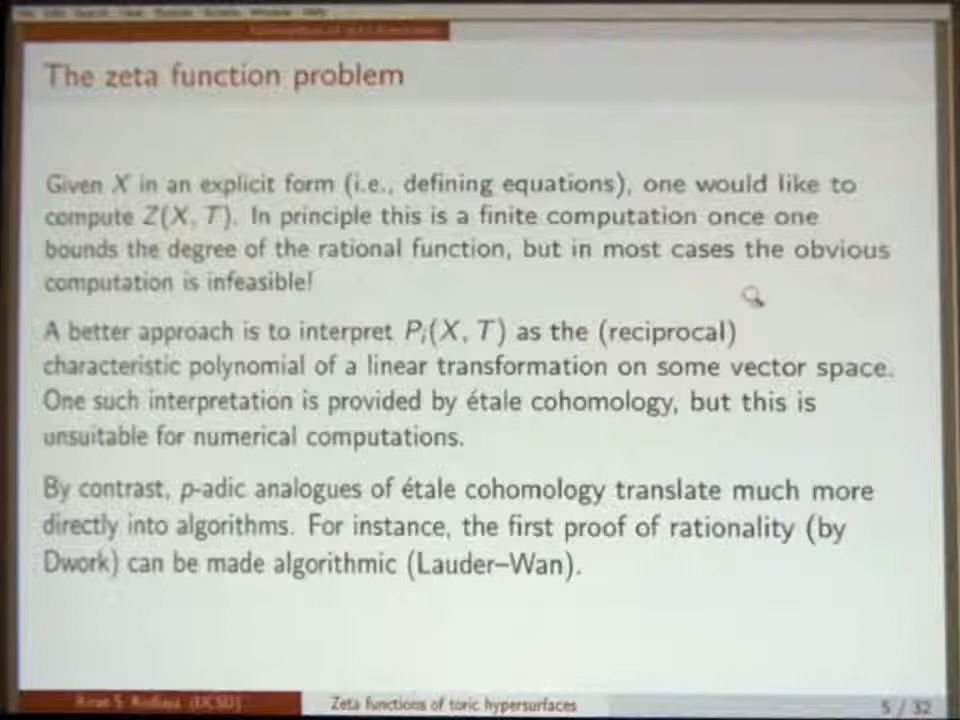 The zeta function problem
Given X in an explicit form (i.e., defining equations), one would like to
compute Z(X, T). In principle this is a finite computation once one
bounds the degree of the rational function, but in most cases the obvious
computation is infeasible!
A better approach is to interpret Pᵢ(X, T) as the (reciprocal)
characteristic polynomial of a linear transformation on some vector space.
One such interpretation is provided by étale cohomology, but this is
unsuitable for numerical computations.
By contrast, p-adic analogues of étale cohomology translate much more
directly into algorithms. For instance, the first proof of rationality (by
Dwork) can be made algorithmic (Lauder–Wan).
(UCSD)
Zeta functions of toric hypersurfaces
5 / 32